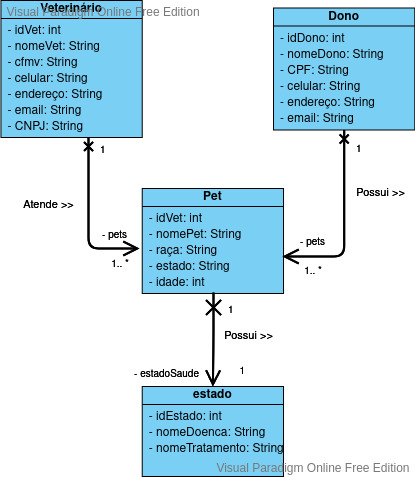 Visual Paradigm Online Free Edition
Veterinário
- idVet: int
- nomeVet: String
- cfmv: String
- celular: String
- endereço: String
- email: String
- CNPJ: String
Dono
- idDono: int
- nomeDono: String
- CPF: String
- celular: String
- endereço: String
- email: String
1
1
Atende >>
Possui >>
- pets
1.. *
- pets
1.. *
Pet
- idVet: int
- nomePet: String
- raça: String
- estado: String
- idade: int
1
Possui >>
- estadoSaude
1
estado
- idEstado: int
- nomeDoenca: String
- nomeTratamento: String
Visual Paradigm Online Free Edition